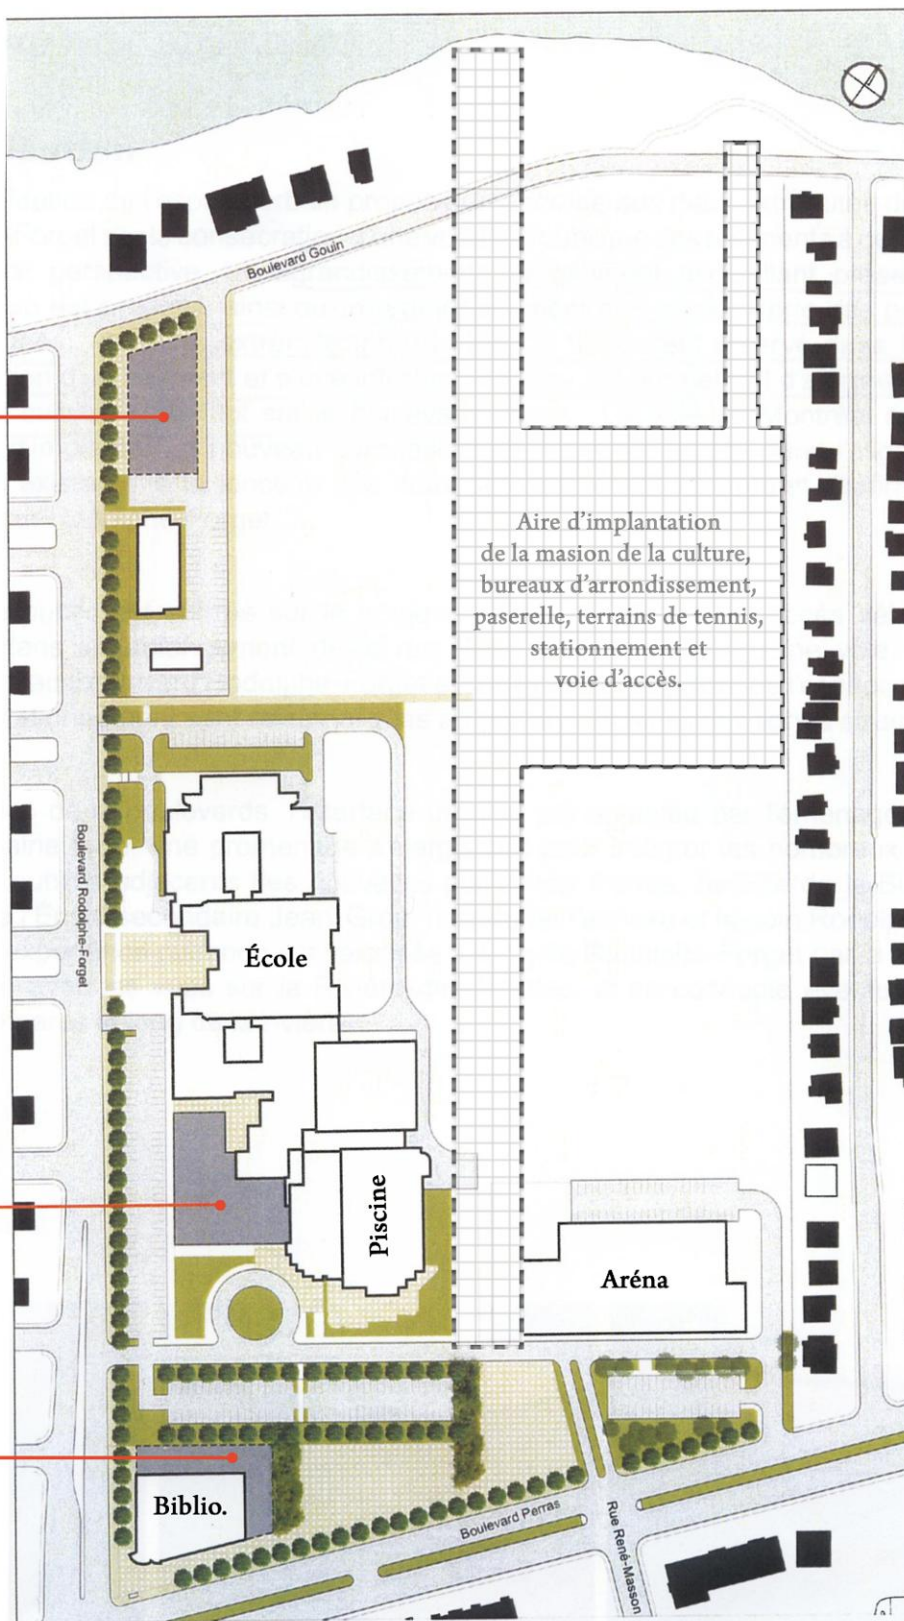 Boulevard Gouin
Aire d'implantation
de la masion de la culture,
bureaux d'arrondissement,
paserelle, terrains de tennis,
stationnement et
voie d'accès.
Boulevard Rodolphe-Forget
École
Piscine
Aréna
Biblio.
Boulevard Perras
Rue René-Masson